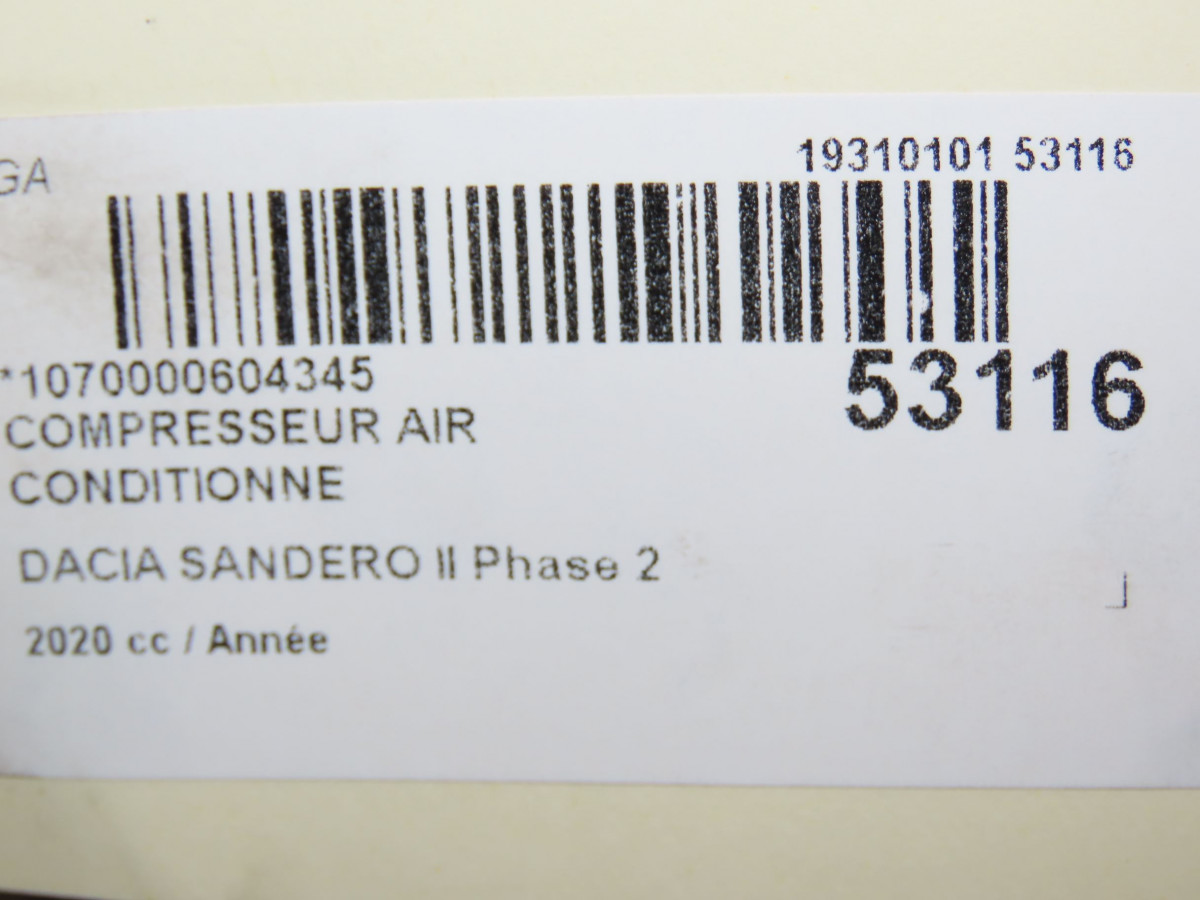 GA
19310101 53116
*1070000604345
53116
COMPRESSEUR AIR
CONDITIONNE
DACIA SANDERO II Phase 2
2020 cc / Année